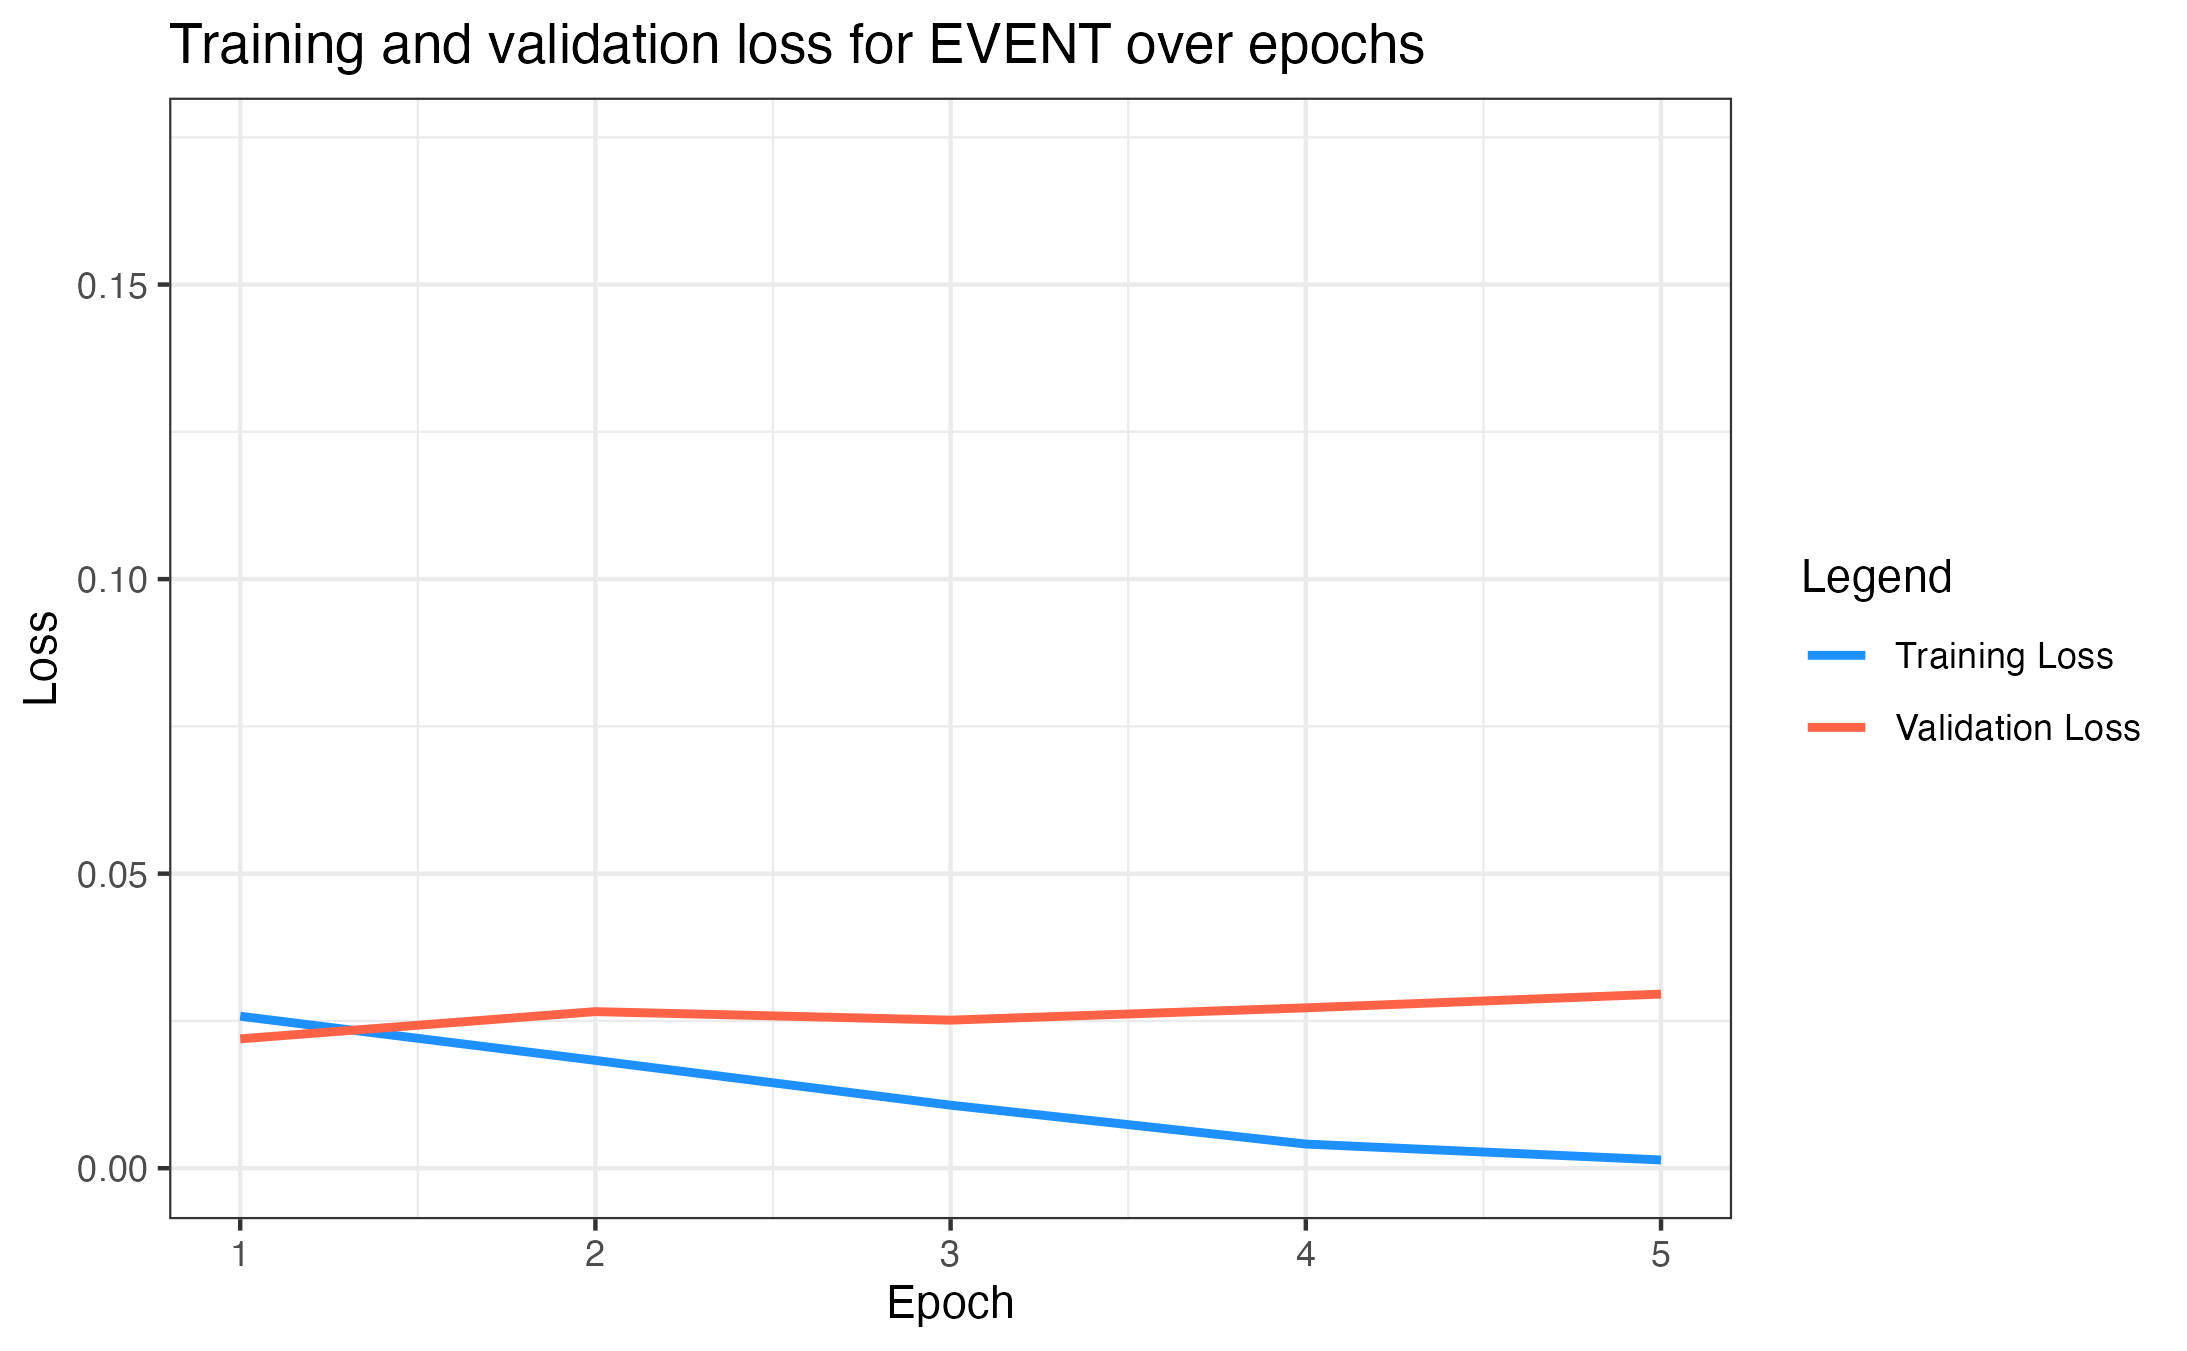 Training and validation loss for EVENT over epochs
0.15
0.10
0.05
0.00
Loss
1 2 3 4 5
Epoch
Legend
Training Loss
Validation Loss